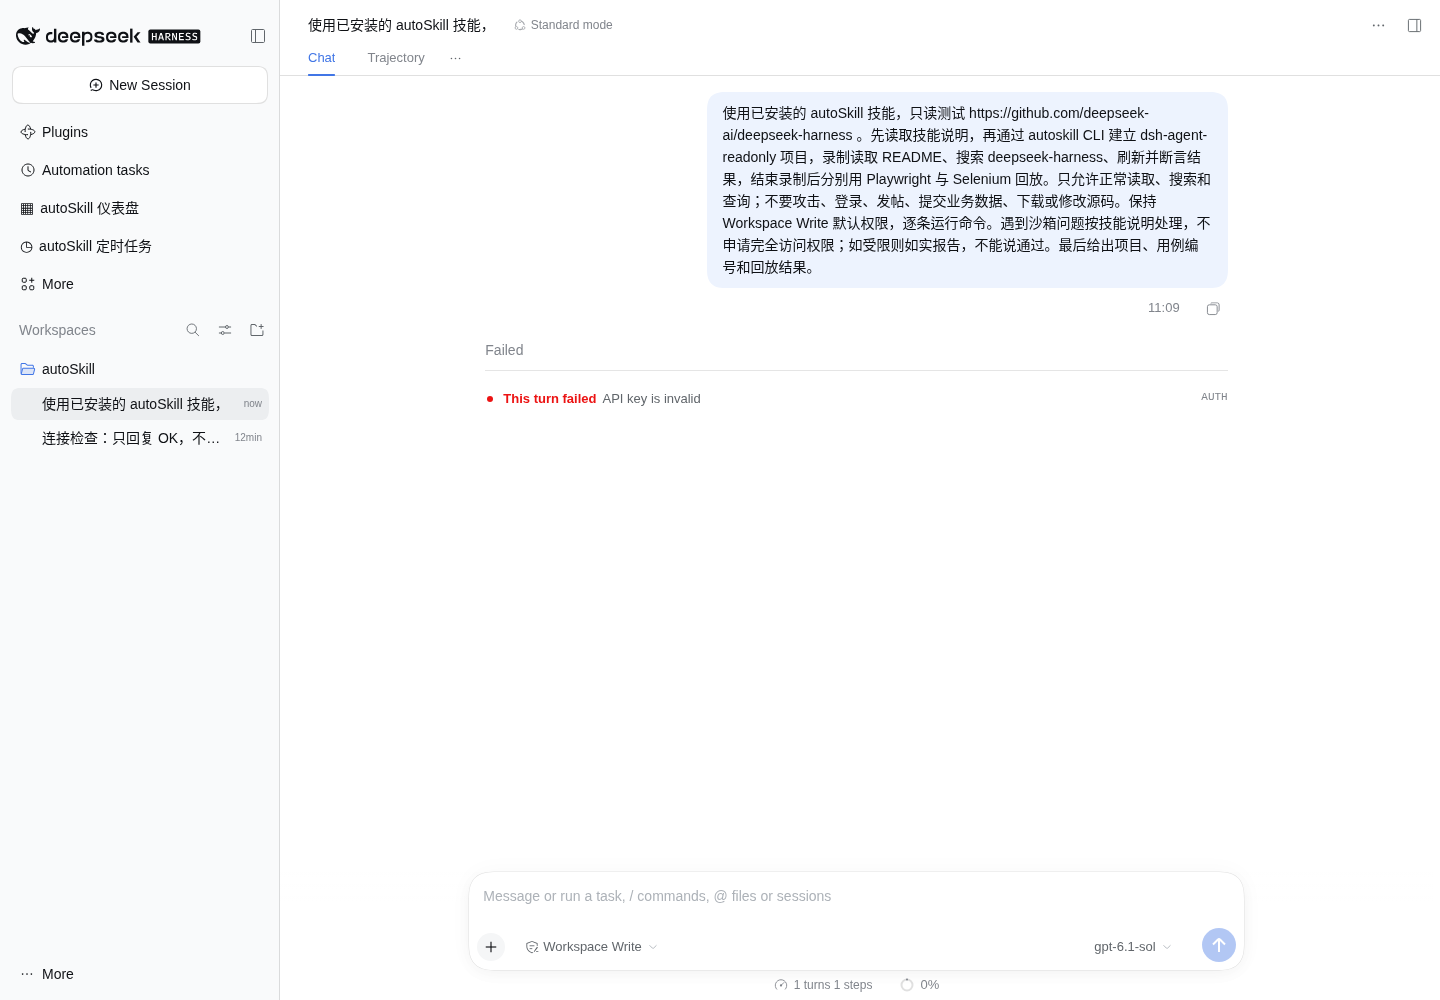 deepseek HARNESS
New Session
Plugins
Automation tasks
autoSkill 仪表盘
autoSkill 定时任务
More
Workspaces
autoSkill
使用已安装的 autoSkill 技能， now
连接检查：只回复 OK，不… 12min
More
使用已安装的 autoSkill 技能，
Standard mode
Chat
Trajectory
使用已安装的 autoSkill 技能，只读测试 https://github.com/deepseek-
ai/deepseek-harness 。先读取技能说明，再通过 autoskill CLI 建立 dsh-agent-
readonly 项目，录制读取 README、搜索 deepseek-harness、刷新并断言结
果，结束录制后分别用 Playwright 与 Selenium 回放。只允许正常读取、搜索和
查询；不要攻击、登录、发帖、提交业务数据、下载或修改源码。保持
Workspace Write 默认权限，逐条运行命令。遇到沙箱问题按技能说明处理，不
申请完全访问权限；如受限则如实报告，不能说通过。最后给出项目、用例编
号和回放结果。
11:09
Failed
This turn failed API key is invalid
AUTH
Message or run a task, / commands, @ files or sessions
Workspace Write
gpt-6.1-sol
1 turns 1 steps
0%